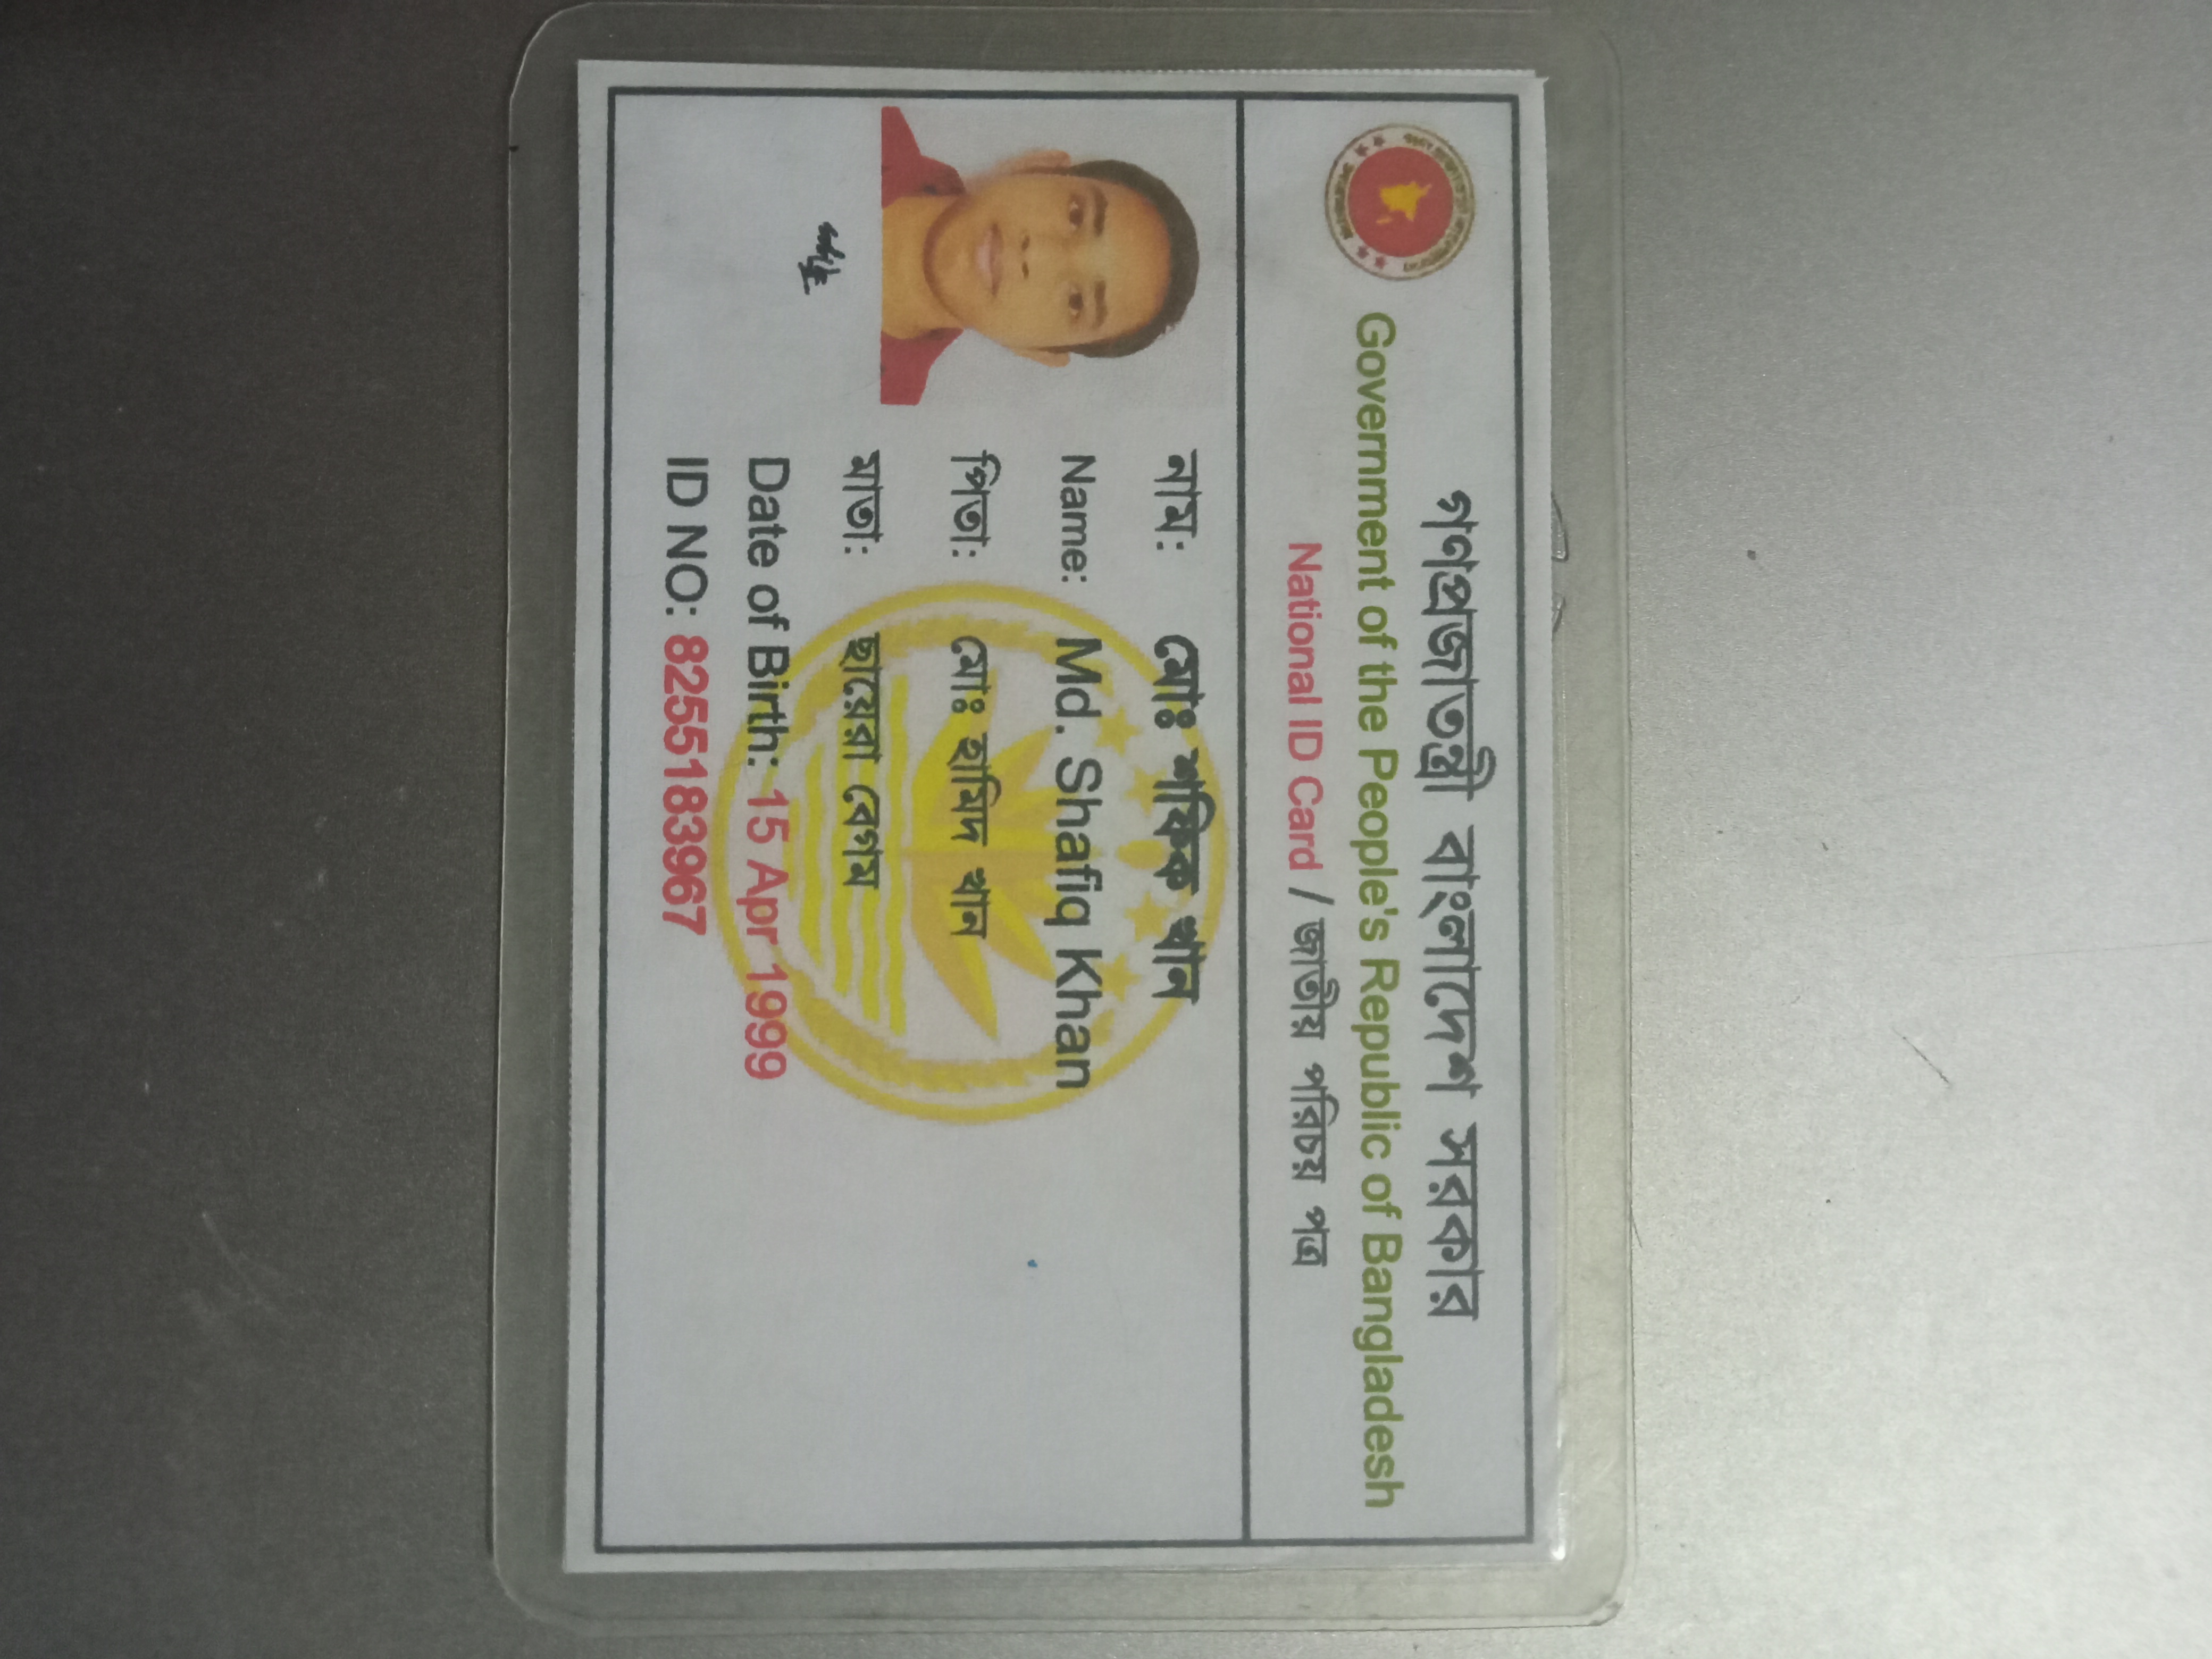 গণপ্রজাতন্ত্রী বাংলাদেশ সরকার
Government of the People's Republic of Bangladesh
National ID Card / জাতীয় পরিচয় পত্র
নাম: মোঃ শফিক খান
Name: Md. Shafiq Khan
পিতা: মোঃ হামিদ খান
মাতা: ছায়েরা বেগম
Date of Birth: 15 Apr 1999
ID NO: 8255183967